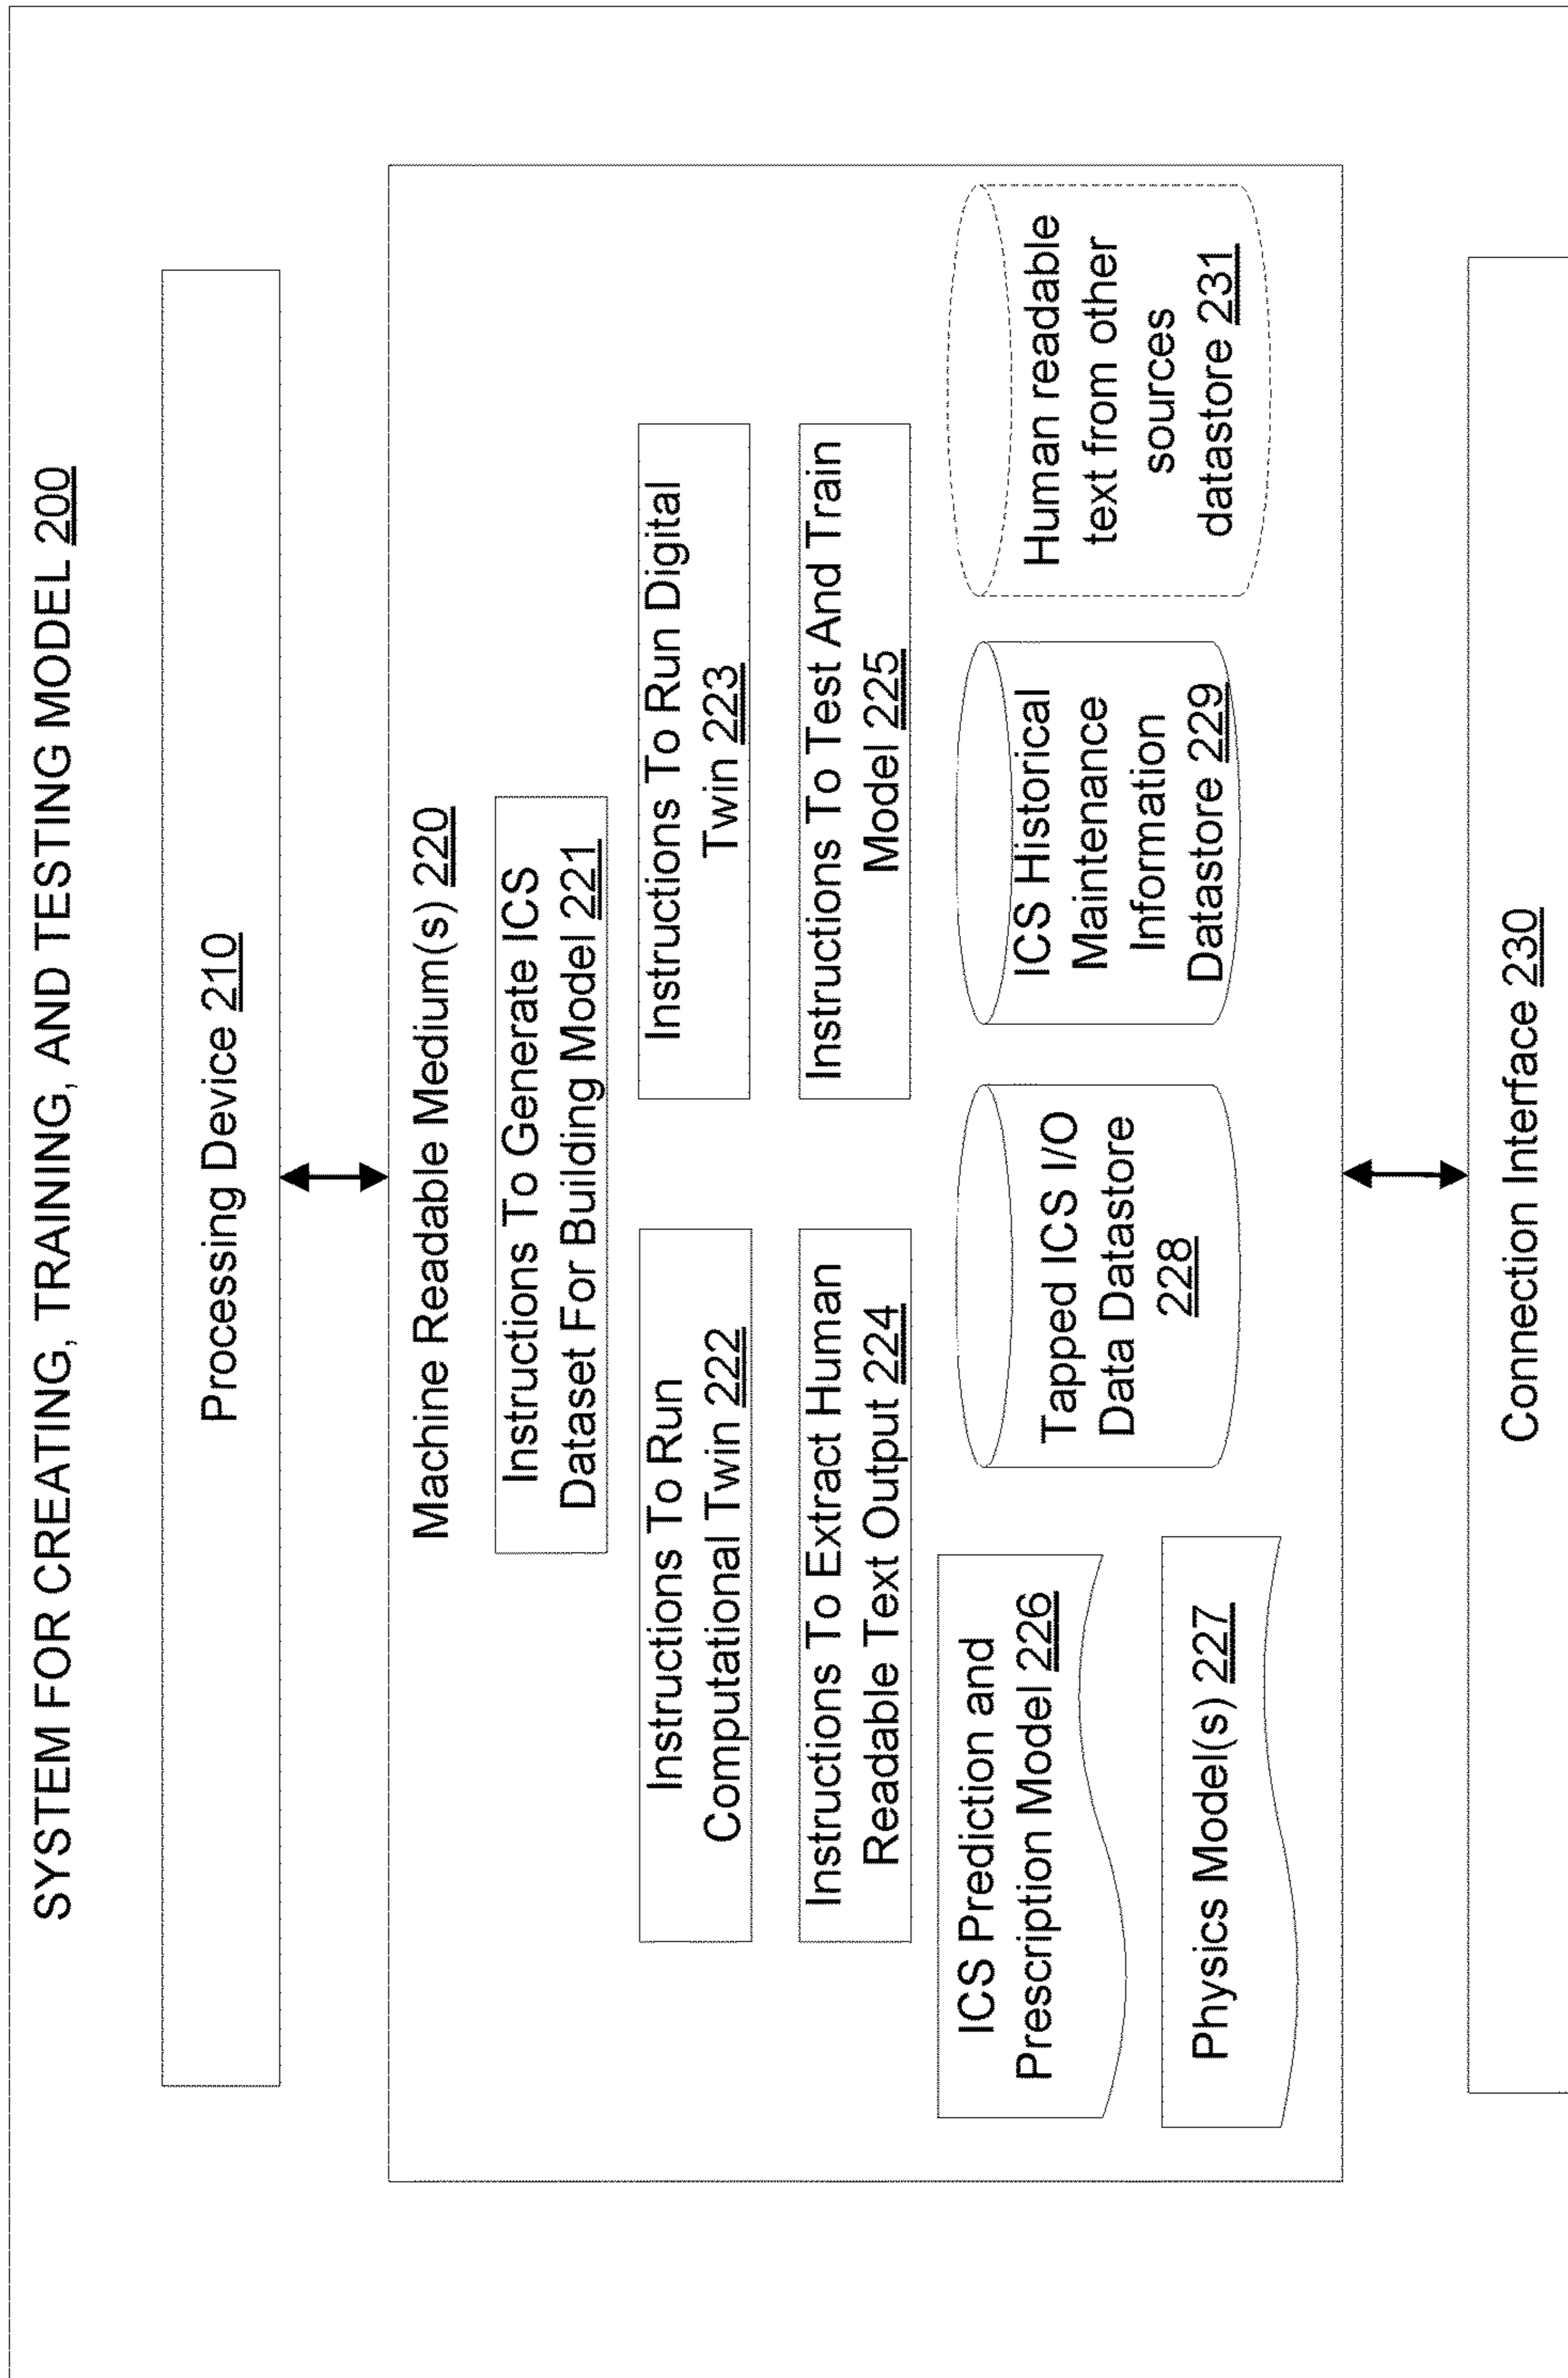 SYSTEM FOR CREATING, TRAINING, AND TESTING MODEL 200
Processing Device 210
Machine Readable Medium(s) 220
Instructions To Generate ICS
Dataset For Building Model 221
Instructions To Run
Computational Twin 222
Instructions To Run Digital
Twin 223
Instructions To Extract Human
Readable Text Output 224
Instructions To Test And Train
Model 225
ICS Prediction and
Prescription Model 226
Physics Model(s) 227
Tapped ICS I/O
Data Datastore
228
ICS Historical
Maintenance
Information
Datastore 229
Human readable
text from other
sources
datastore 231
Connection Interface 230